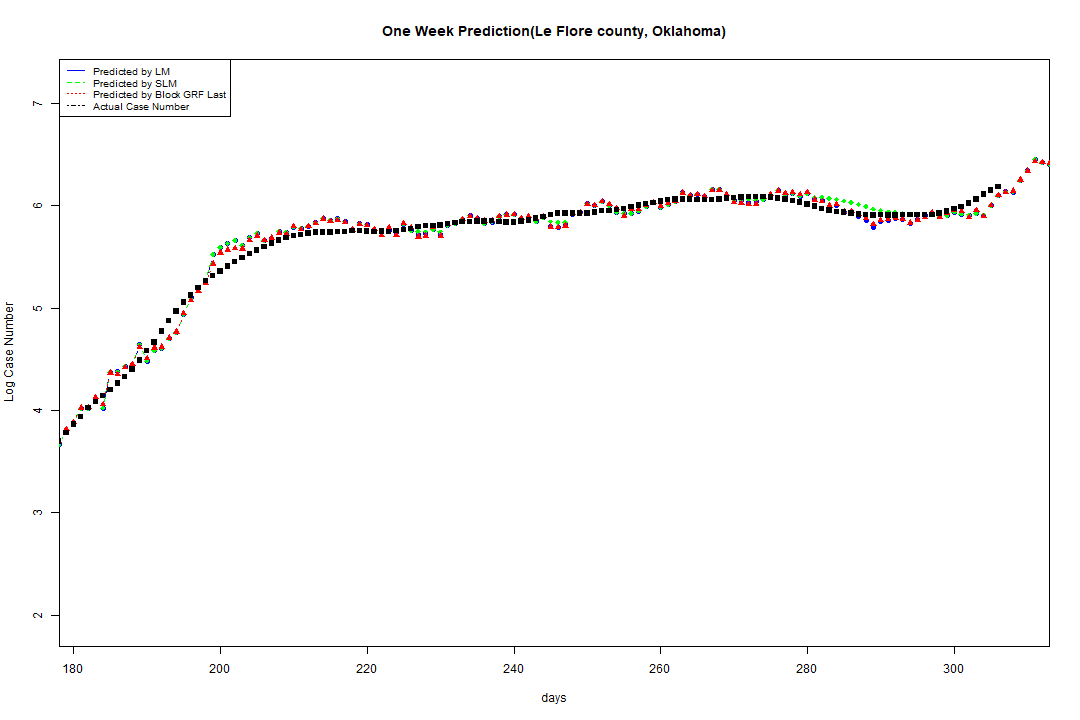 One Week Prediction(Le Flore county, Oklahoma)
Predicted by LM
Predicted by SLM
Predicted by Block GRF Last
Actual Case Number
7
6
5
4
3
2
Log Case Number
180 200 220 240 260 280 300
days